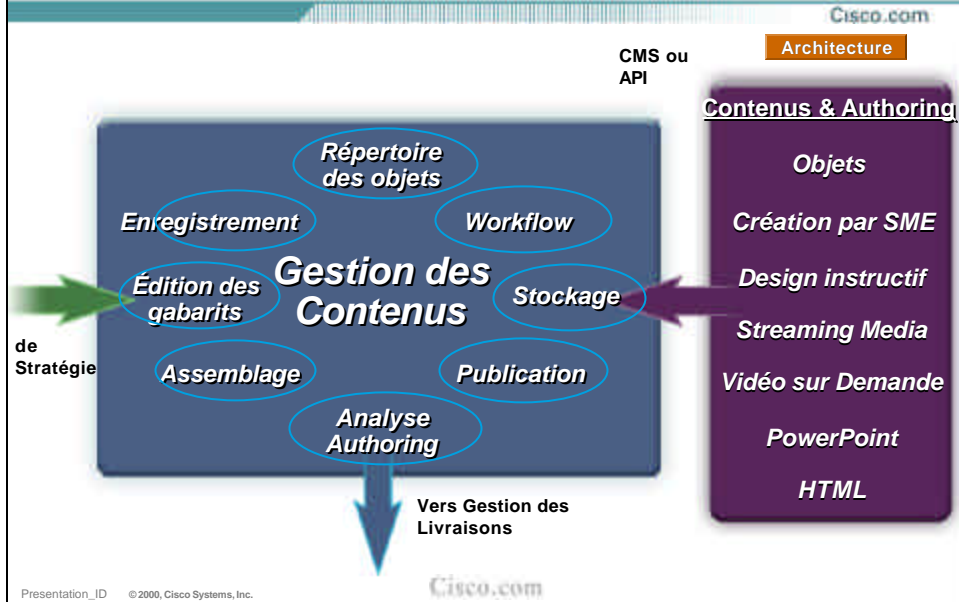 Cisco.com
Architecture
CMS ou
API
Contenus & Authoring
Objets
Création par SME
Design instructif
Streaming Media
Vidéo sur Demande
PowerPoint
HTML
Répertoire
des objets
Enregistrement
Workflow
Gestion des
Contenus
Édition des
gabarits
Stockage
de
Stratégie
Assemblage
Publication
Analyse
Authoring
Vers Gestion des
Livraisons
Presentation_ID © 2000, Cisco Systems, Inc.
Cisco.com